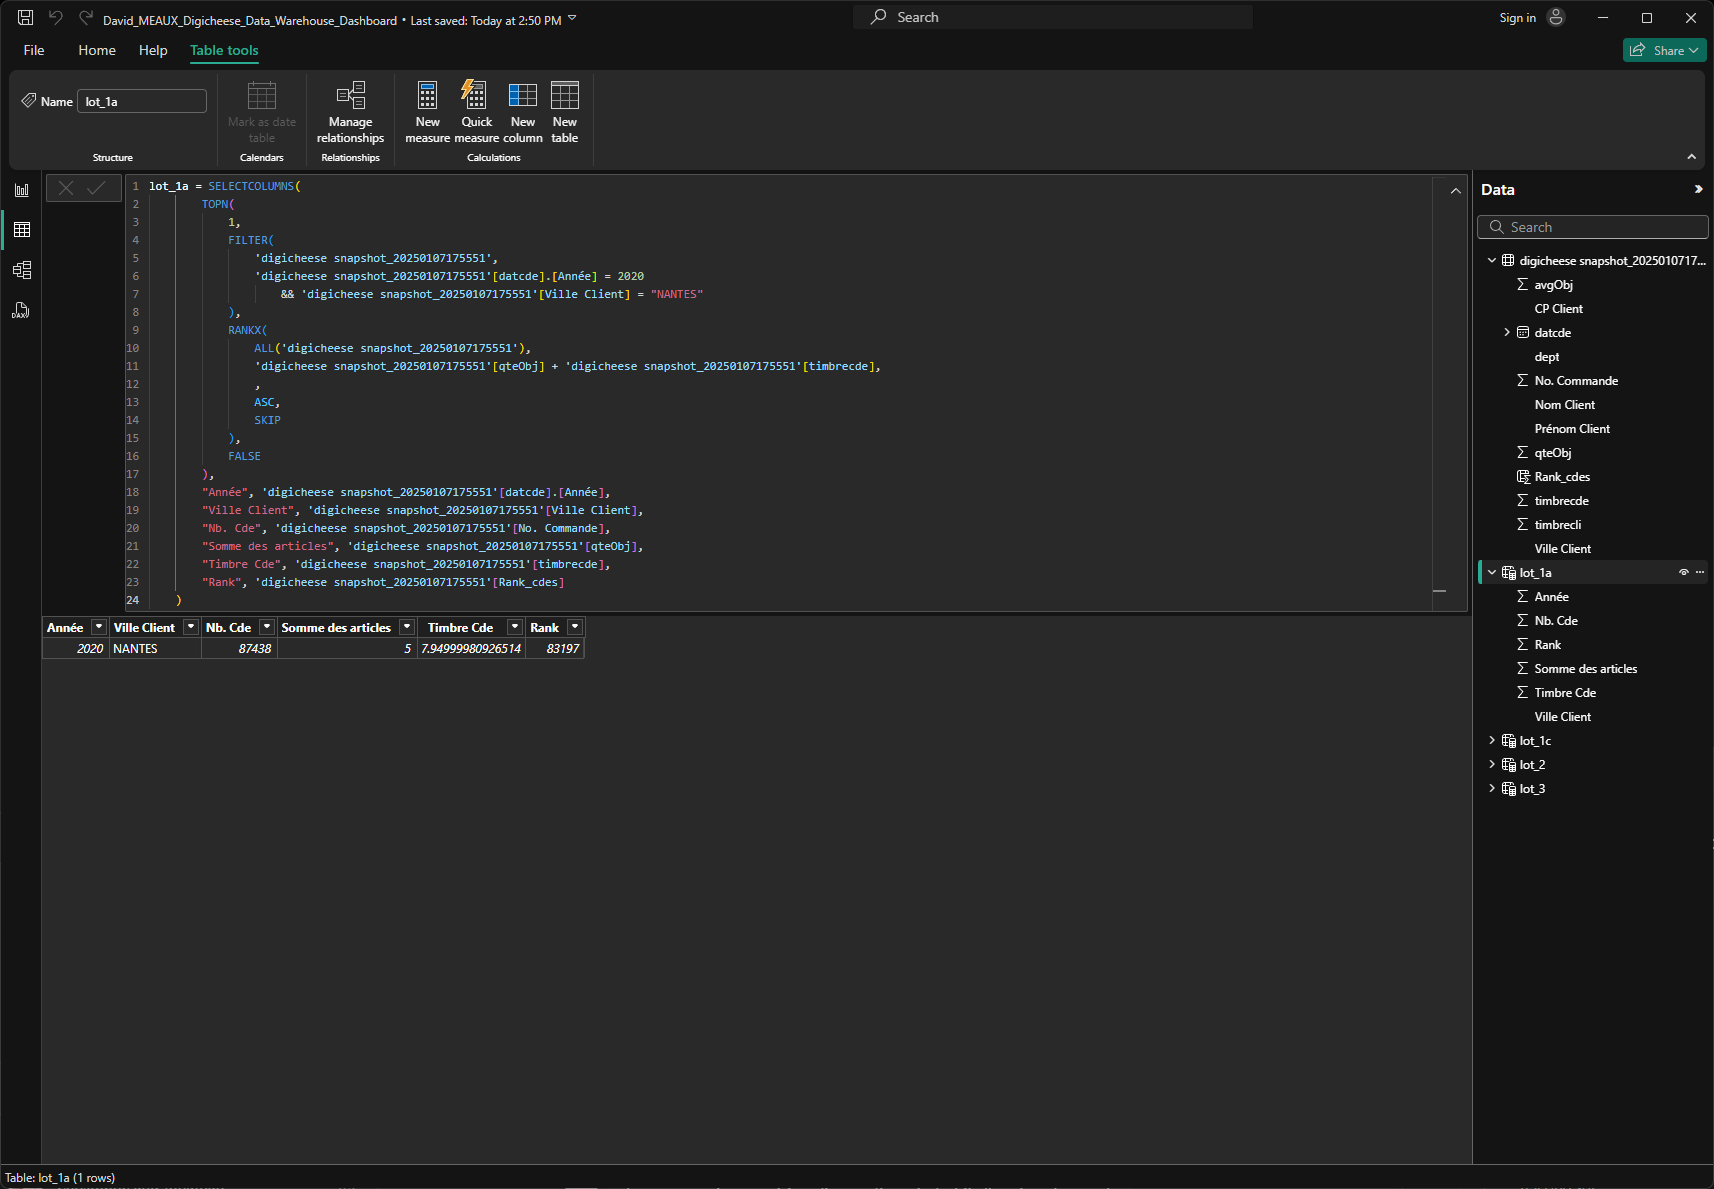 David_MEAUX_Digicheese_Data_Warehouse_Dashboard • Last saved: Today at 2:50 PM
Search
Sign in
File
Home
Help
Table tools
Share
Name
lot_1a
Structure
Mark as date
table
Calendars
Manage
relationships
Relationships
New
measure
Quick
measure
New
column
New
table
Calculations
1 lot_1a = SELECTCOLUMNS(
2 TOPN(
3 1,
4 FILTER(
5 'digicheese snapshot_20250107175551',
6 'digicheese snapshot_20250107175551'[datcde].[Année] = 2020
7 && 'digicheese snapshot_20250107175551'[Ville Client] = "NANTES"
8 ),
9 RANKX(
10 ALL('digicheese snapshot_20250107175551'),
11 'digicheese snapshot_20250107175551'[qteObj] + 'digicheese snapshot_20250107175551'[timbrecde],
12 ,
13 ASC,
14 SKIP
15 ),
16 FALSE
17 ),
18 "Année", 'digicheese snapshot_20250107175551'[datcde].[Année],
19 "Ville Client", 'digicheese snapshot_20250107175551'[Ville Client],
20 "Nb. Cde", 'digicheese snapshot_20250107175551'[No. Commande],
21 "Somme des articles", 'digicheese snapshot_20250107175551'[qteObj],
22 "Timbre Cde", 'digicheese snapshot_20250107175551'[timbrecde],
23 "Rank", 'digicheese snapshot_20250107175551'[Rank_cdes]
24 )
Année Ville Client Nb. Cde Somme des articles Timbre Cde Rank
2020 NANTES 87438 5 7.94999980926514 83197
Data
Search
digicheese snapshot_2025010717...
avgObj
CP Client
datcde
dept
No. Commande
Nom Client
Prénom Client
qteObj
Rank_cdes
timbrecde
timbrecli
Ville Client
lot_1a
Année
Nb. Cde
Rank
Somme des articles
Timbre Cde
Ville Client
lot_1c
lot_2
lot_3
Table: lot_1a (1 rows)